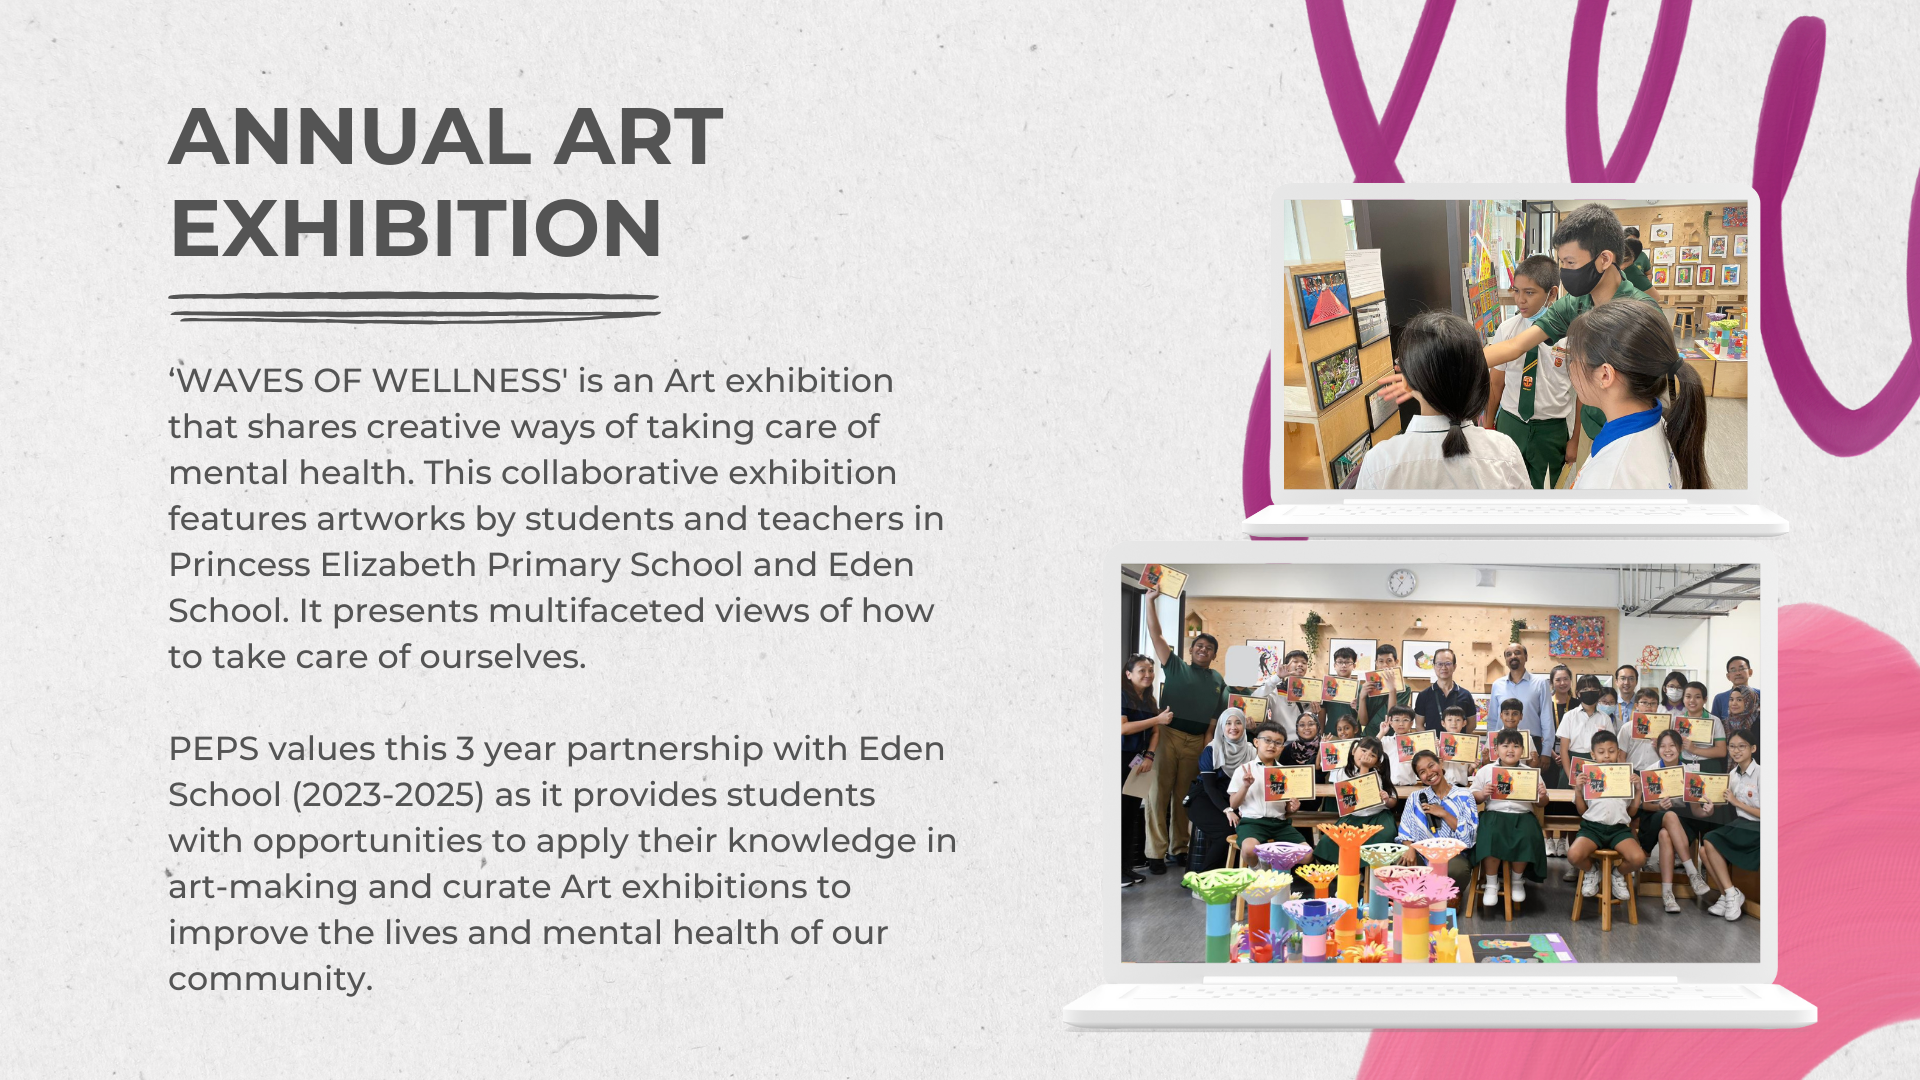 ANNUAL ART
EXHIBITION
‘WAVES OF WELLNESS' is an Art exhibition
that shares creative ways of taking care of
mental health. This collaborative exhibition
features artworks by students and teachers in
Princess Elizabeth Primary School and Eden
School. It presents multifaceted views of how
to take care of ourselves.
PEPS values this 3 year partnership with Eden
School (2023-2025) as it provides students
with opportunities to apply their knowledge in
art-making and curate Art exhibitions to
improve the lives and mental health of our
community.